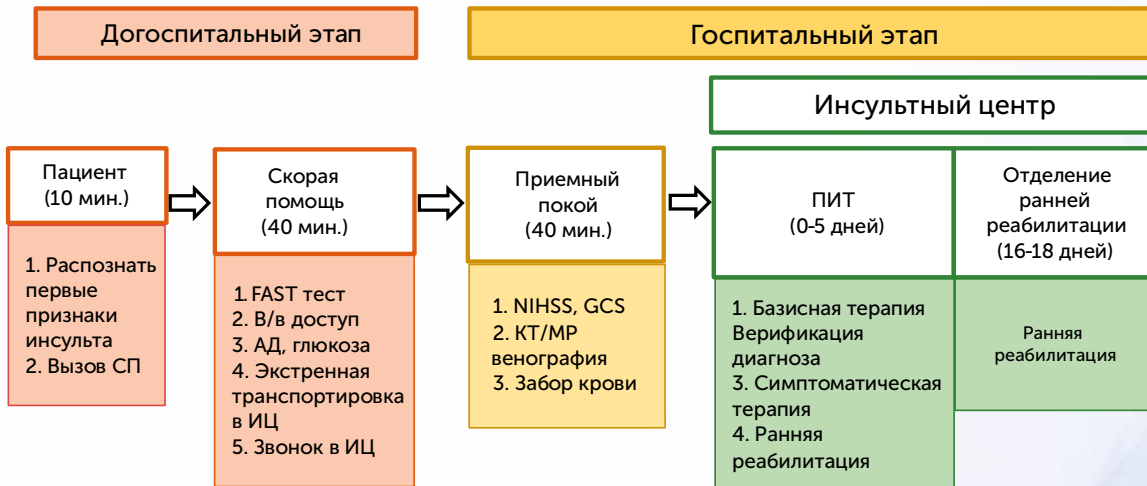 Догоспитальный этап
Госпитальный этап
Инсультный центр
Пациент
(10 мин.)
Скорая
помощь
(40 мин.)
Приемный
покой
(40 мин.)
ПИТ
(0-5 дней)
Отделение
ранней
реабилитации
(16-18 дней)
1. Распознать
первые
признаки
инсульта
2. Вызов СП
1. FAST тест
2. В/в доступ
3. АД, глюкоза
4. Экстренная
транспортировка
в ИЦ
5. Звонок в ИЦ
1. NIHSS, GCS
2. КТ/МР
венография
3. Забор крови
1. Базисная терапия
Верификация
диагноза
3. Симптоматическая
терапия
4. Ранняя
реабилитация
Ранняя
реабилитация